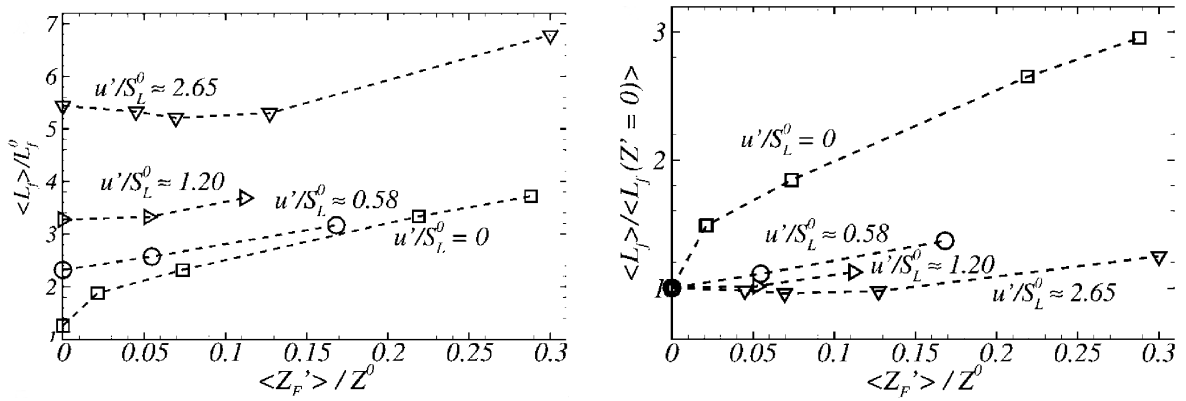 7
6
5
4
3
2
1
<L_f>/L_f^0
u'/S_L^0 ≈ 2.65
u'/S_L^0 ≈ 1.20
u'/S_L^0 ≈ 0.58
u'/S_L^0 = 0
0 0.05 0.1 0.15 0.2 0.25 0.3
<Z_F'> / Z^0
3
2
1
<L_f>/<L_f(Z' = 0)>
u'/S_L^0 = 0
u'/S_L^0 ≈ 0.58
u'/S_L^0 ≈ 1.20
u'/S_L^0 ≈ 2.65
0 0.05 0.1 0.15 0.2 0.25 0.3
<Z_F'> / Z^0